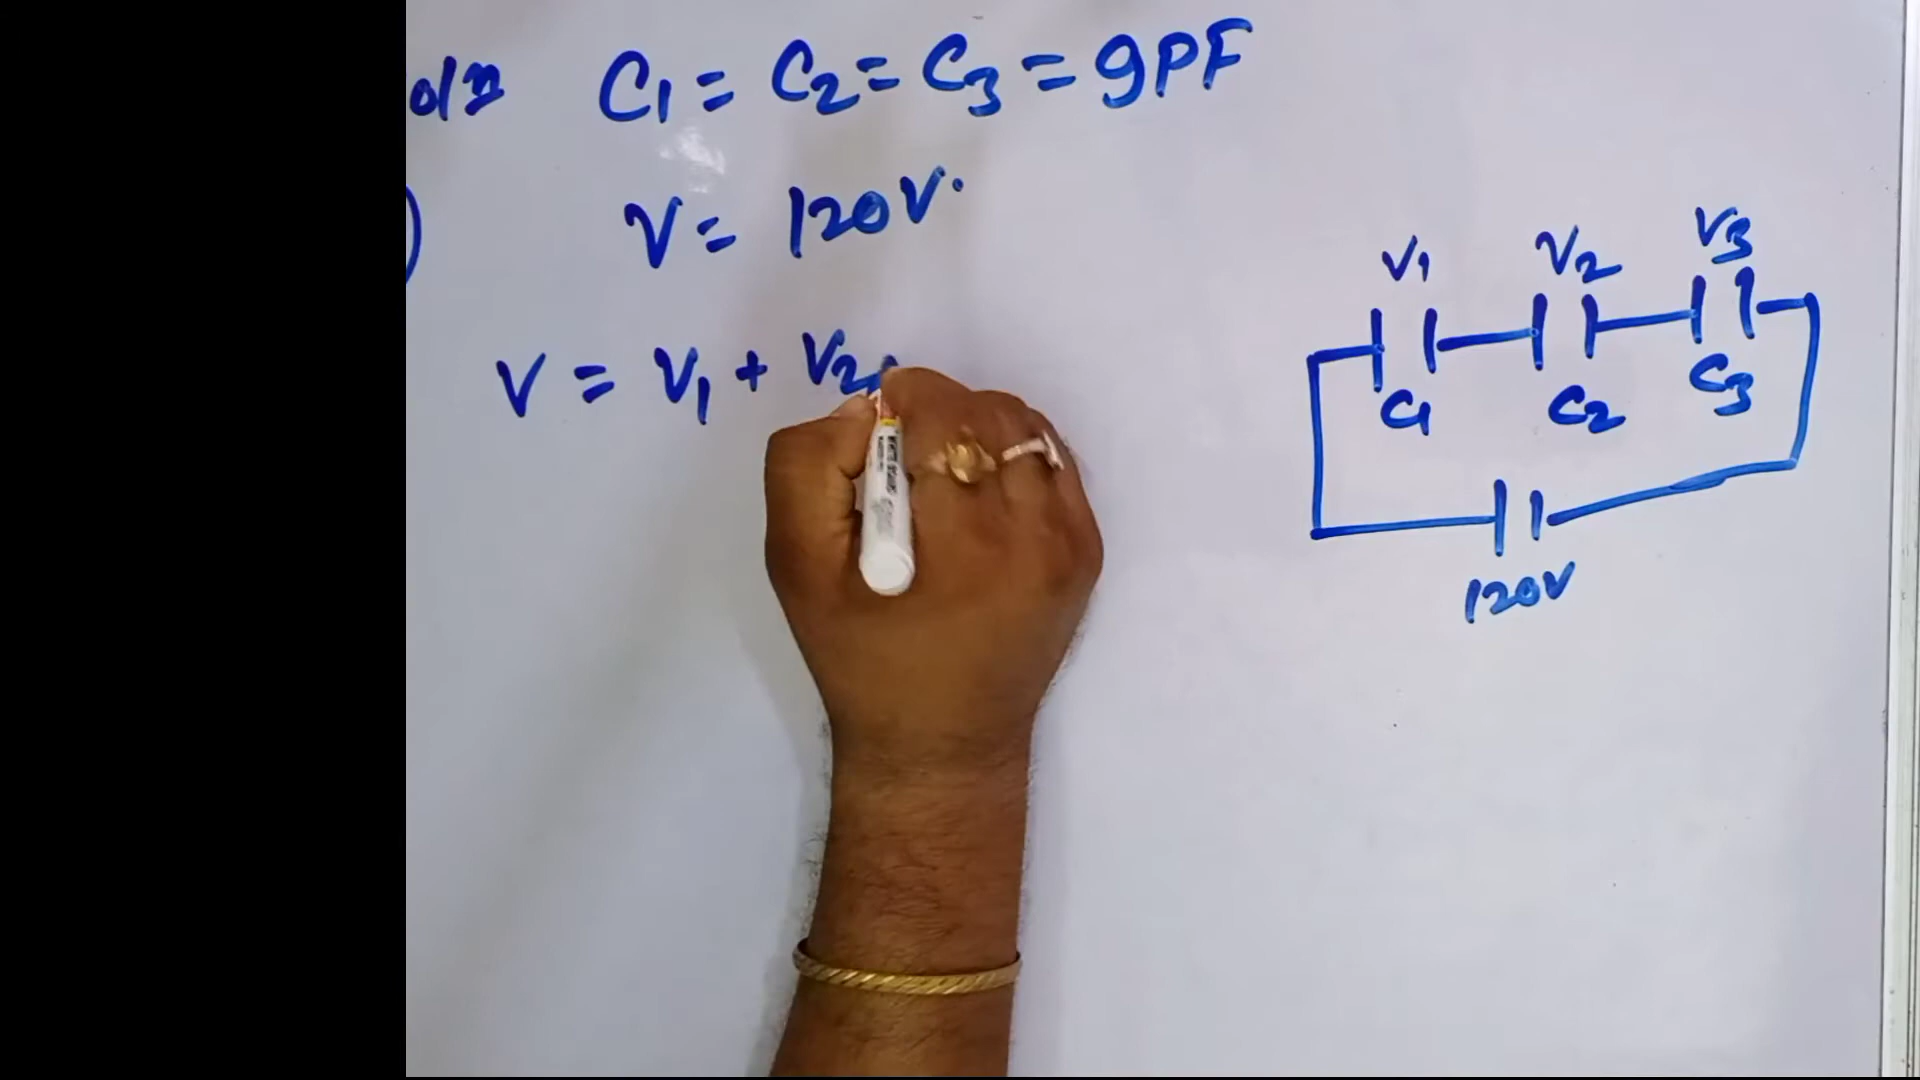 C1 = C2 = C3 = 9PF
V = 120V.
V = V1 + V2
V1 V2 V3
C1 C2 C3
120V